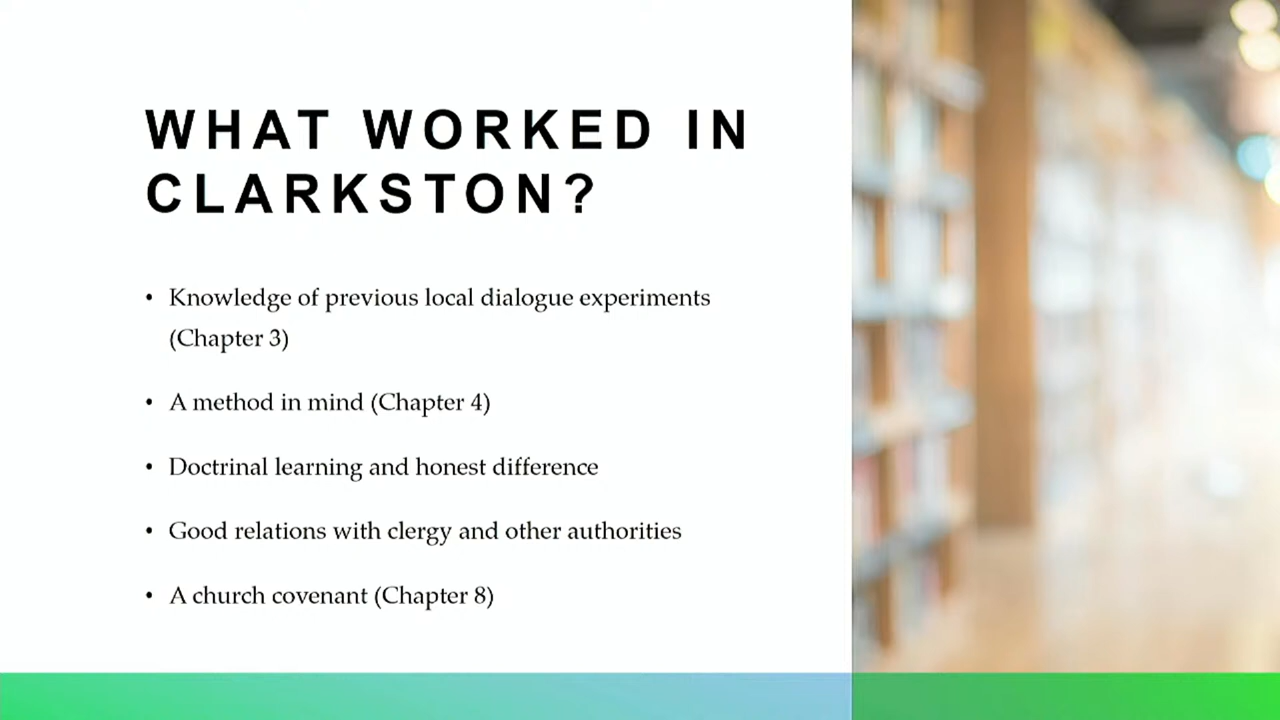 WHAT WORKED IN
CLARKSTON?
• Knowledge of previous local dialogue experiments
(Chapter 3)
• A method in mind (Chapter 4)
• Doctrinal learning and honest difference
• Good relations with clergy and other authorities
• A church covenant (Chapter 8)